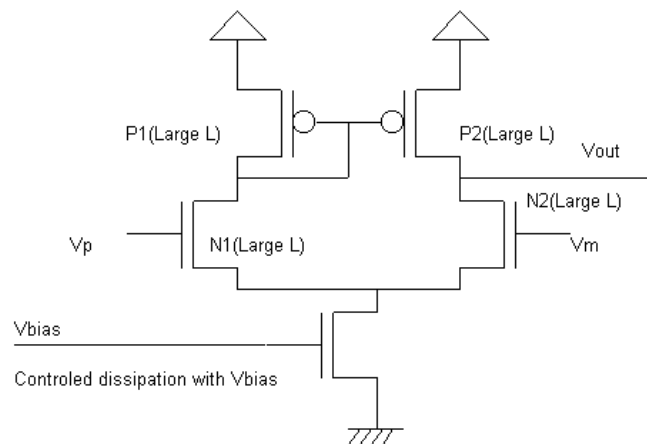 P1(Large L)
P2(Large L)
Vout
N2(Large L)
Vp
N1(Large L)
Vm
Vbias
Controled dissipation with Vbias